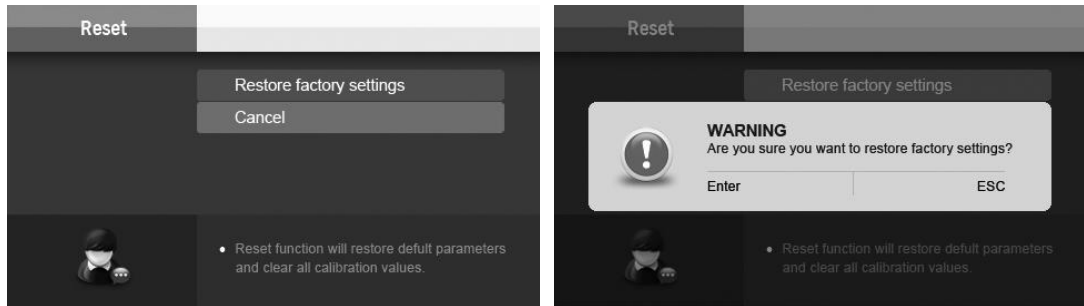 Reset
Restore factory settings
Cancel
Reset function will restore defult parameters
and clear all calibration values.
Reset
Restore factory settings
WARNING
Are you sure you want to restore factory settings?
Enter ESC
Reset function will restore defult parameters
and clear all calibration values.